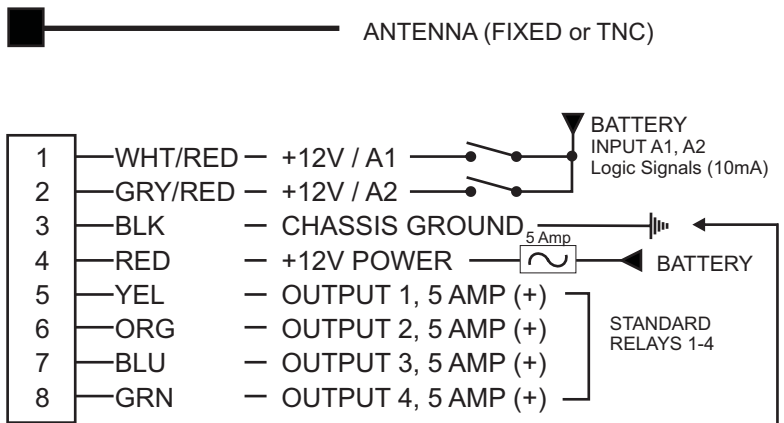 ANTENNA (FIXED or TNC)
BATTERY
INPUT A1, A2
Logic Signals (10mA)
1 WHT/RED — +12V / A1
2 GRY/RED — +12V / A2
3 BLK — CHASSIS GROUND
5 Amp
4 RED — +12V POWER BATTERY
5 YEL — OUTPUT 1, 5 AMP (+)
6 ORG — OUTPUT 2, 5 AMP (+)
7 BLU — OUTPUT 3, 5 AMP (+)
8 GRN — OUTPUT 4, 5 AMP (+)
STANDARD
RELAYS 1-4